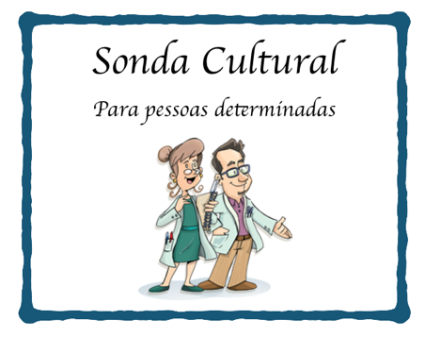 Sonda Cultural
Para pessoas determinadas